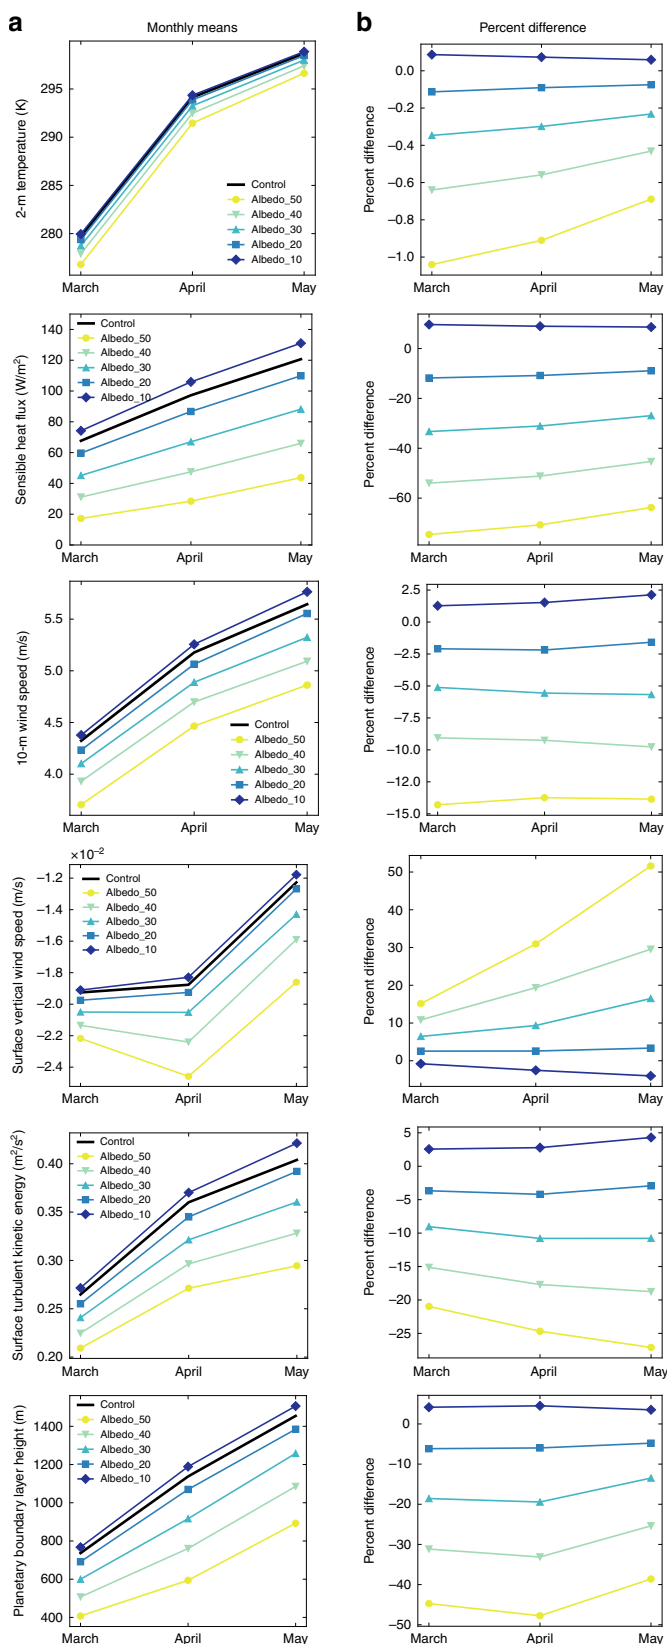 a
b
Monthly means
Percent difference
2-m temperature (K)
295
290
285
280
Control
Albedo_50
Albedo_40
Albedo_30
Albedo_20
Albedo_10
March
April
May
Percent difference
0.0
−0.2
−0.4
−0.6
−0.8
−1.0
March
April
May
Sensible heat flux (W/m²)
140
120
100
80
60
40
20
0
Control
Albedo_50
Albedo_40
Albedo_30
Albedo_20
Albedo_10
March
April
May
Percent difference
0
−20
−40
−60
March
April
May
10-m wind speed (m/s)
5.5
5.0
4.5
4.0
Control
Albedo_50
Albedo_40
Albedo_30
Albedo_20
Albedo_10
March
April
May
Percent difference
2.5
0.0
−2.5
−5.0
−7.5
−10.0
−12.5
−15.0
March
April
May
×10⁻²
Surface vertical wind speed (m/s)
−1.2
−1.4
−1.6
−1.8
−2.0
−2.2
−2.4
Control
Albedo_50
Albedo_40
Albedo_30
Albedo_20
Albedo_10
March
April
May
Percent difference
50
40
30
20
10
0
March
April
May
Surface turbulent kinetic energy (m²/s²)
0.40
0.35
0.30
0.25
0.20
Control
Albedo_50
Albedo_40
Albedo_30
Albedo_20
Albedo_10
March
April
May
Percent difference
5
0
−5
−10
−15
−20
−25
March
April
May
Planetary boundary layer height (m)
1400
1200
1000
800
600
400
Control
Albedo_50
Albedo_40
Albedo_30
Albedo_20
Albedo_10
March
April
May
Percent difference
0
−10
−20
−30
−40
−50
March
April
May